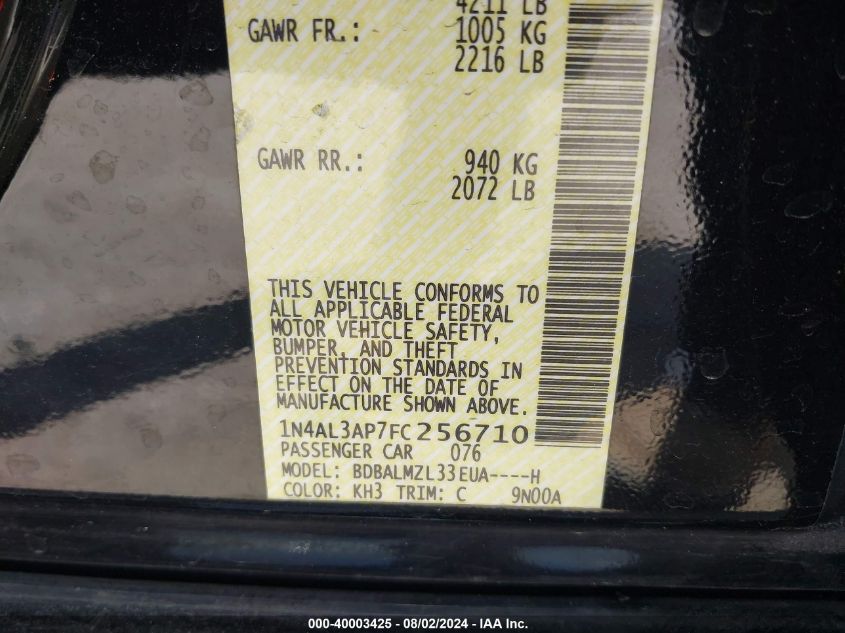 4211 LB
GAWR FR.: 1005 KG
2216 LB
GAWR RR.: 940 KG
2072 LB
THIS VEHICLE CONFORMS TO
ALL APPLICABLE FEDERAL
MOTOR VEHICLE SAFETY,
BUMPER, AND THEFT
PREVENTION STANDARDS IN
EFFECT ON THE DATE OF
MANUFACTURE SHOWN ABOVE.
1N4AL3AP7FC256710
PASSENGER CAR 076
MODEL: BDBALMZL33EUA----H
COLOR: KH3 TRIM: C 9N00A
000-40003425 - 08/02/2024 - IAA Inc.